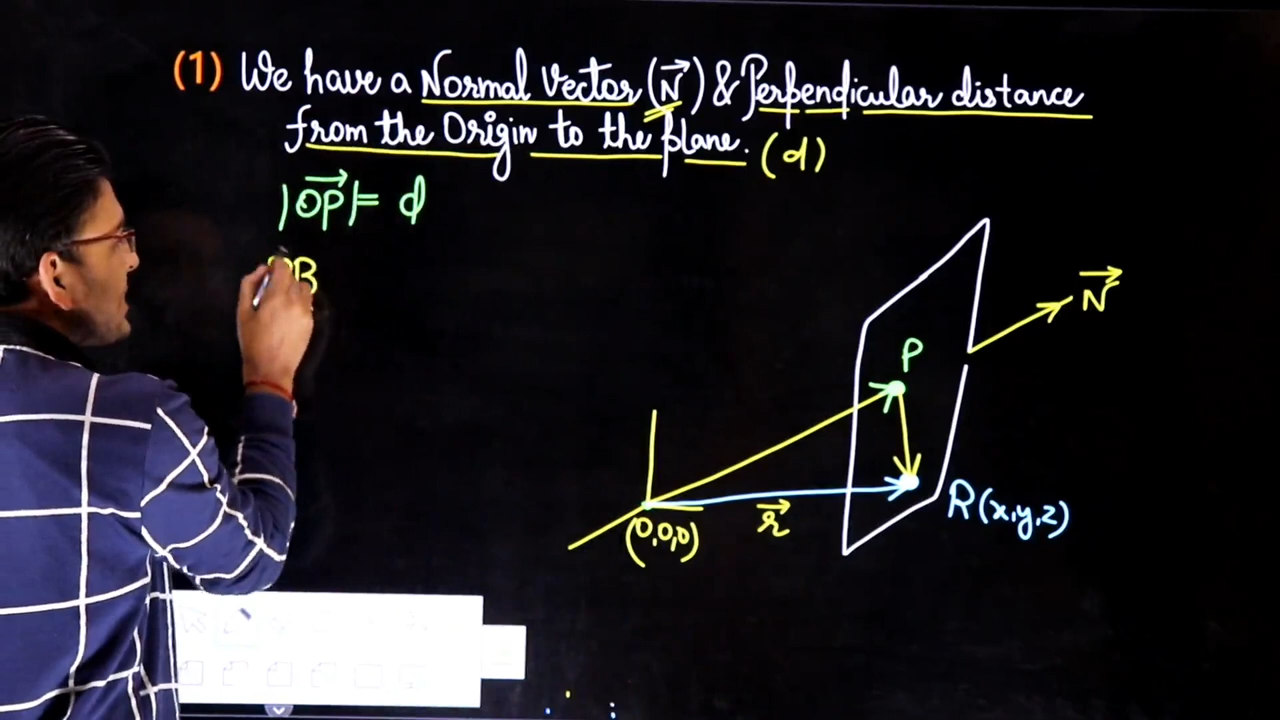 (1) We have a Normal Vector (N⃗) & Perpendicular distance
from the Origin to the plane. (d)
|OP⃗| = d
N⃗
P
R(x,y,z)
r⃗
(0,0,0)